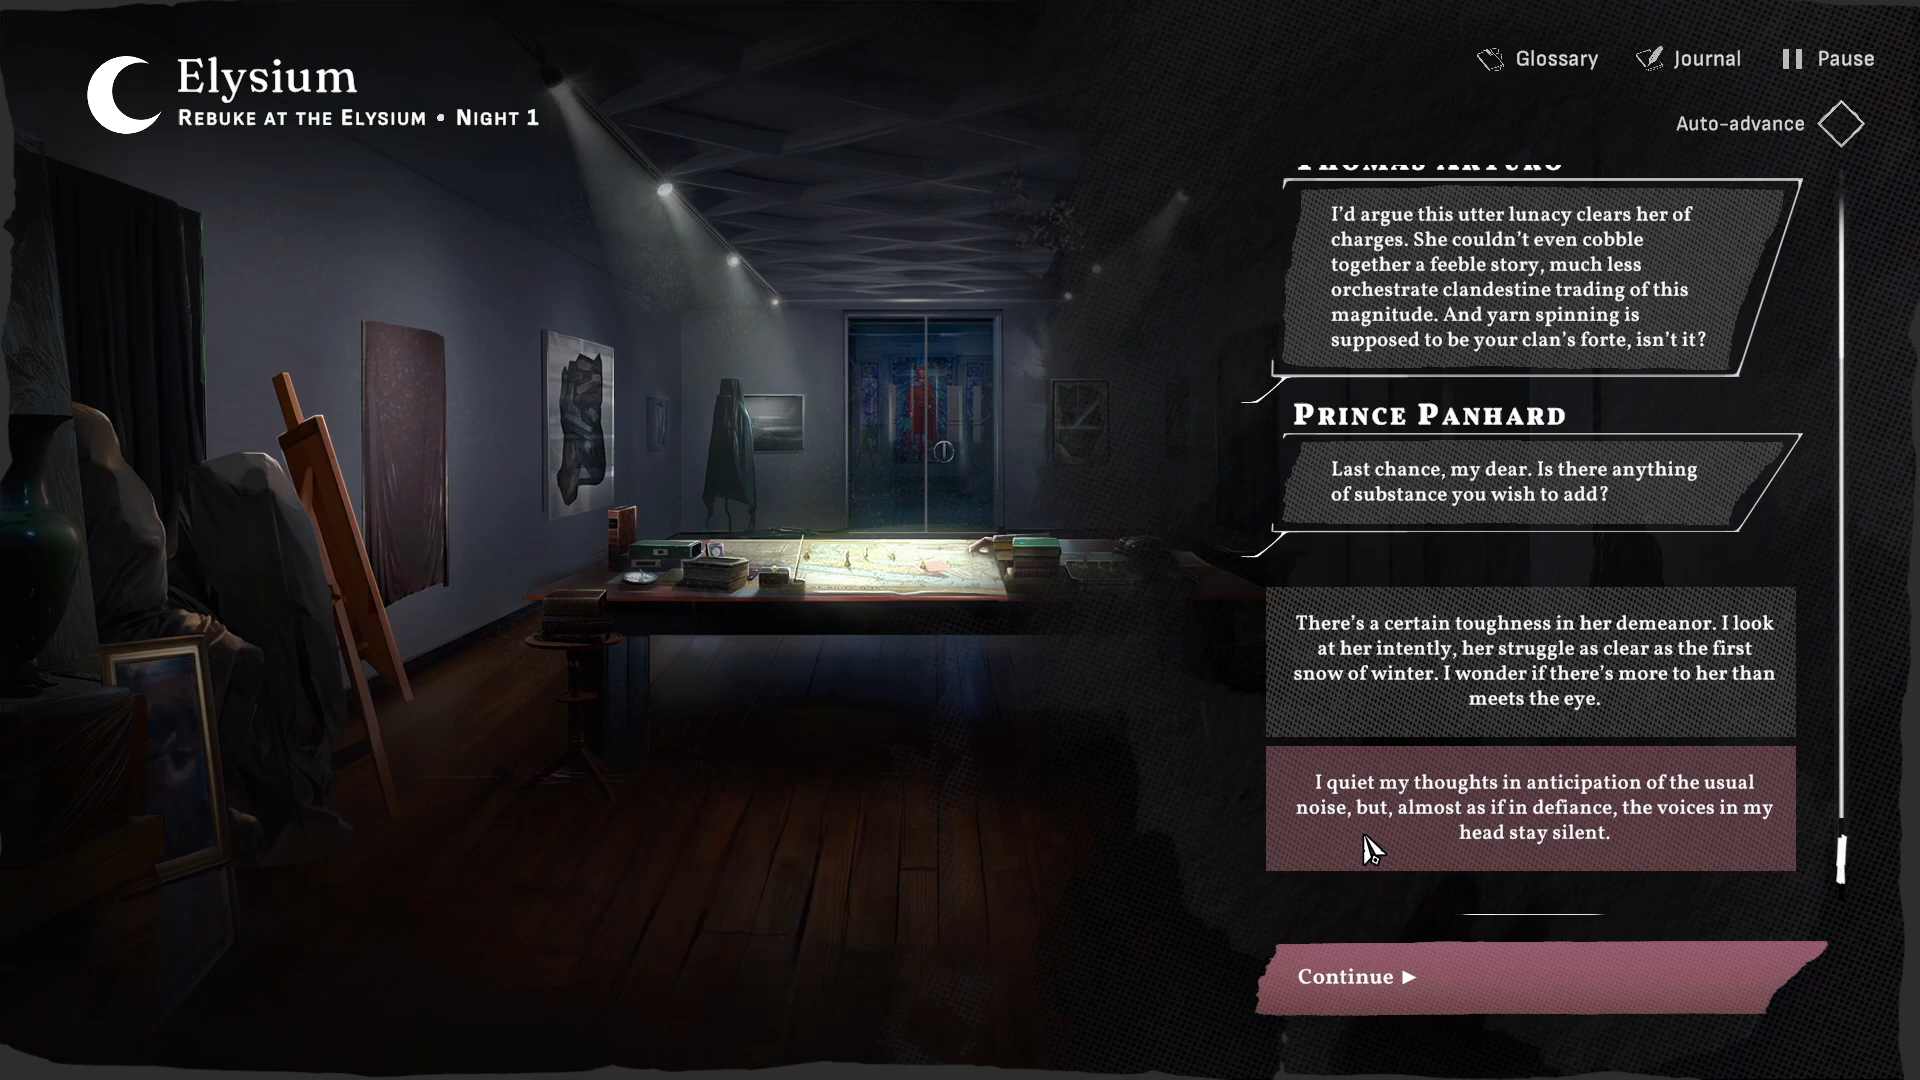 Elysium
Rebuke at the Elysium • Night 1
Glossary
Journal
Pause
Auto-advance
Thomas Arturo
I'd argue this utter lunacy clears her of
charges. She couldn't even cobble
together a feeble story, much less
orchestrate clandestine trading of this
magnitude. And yarn spinning is
supposed to be your clan's forte, isn't it?
Prince Panhard
Last chance, my dear. Is there anything
of substance you wish to add?
There's a certain toughness in her demeanor. I look
at her intently, her struggle as clear as the first
snow of winter. I wonder if there's more to her than
meets the eye.
I quiet my thoughts in anticipation of the usual
noise, but, almost as if in defiance, the voices in my
head stay silent.
Continue ►